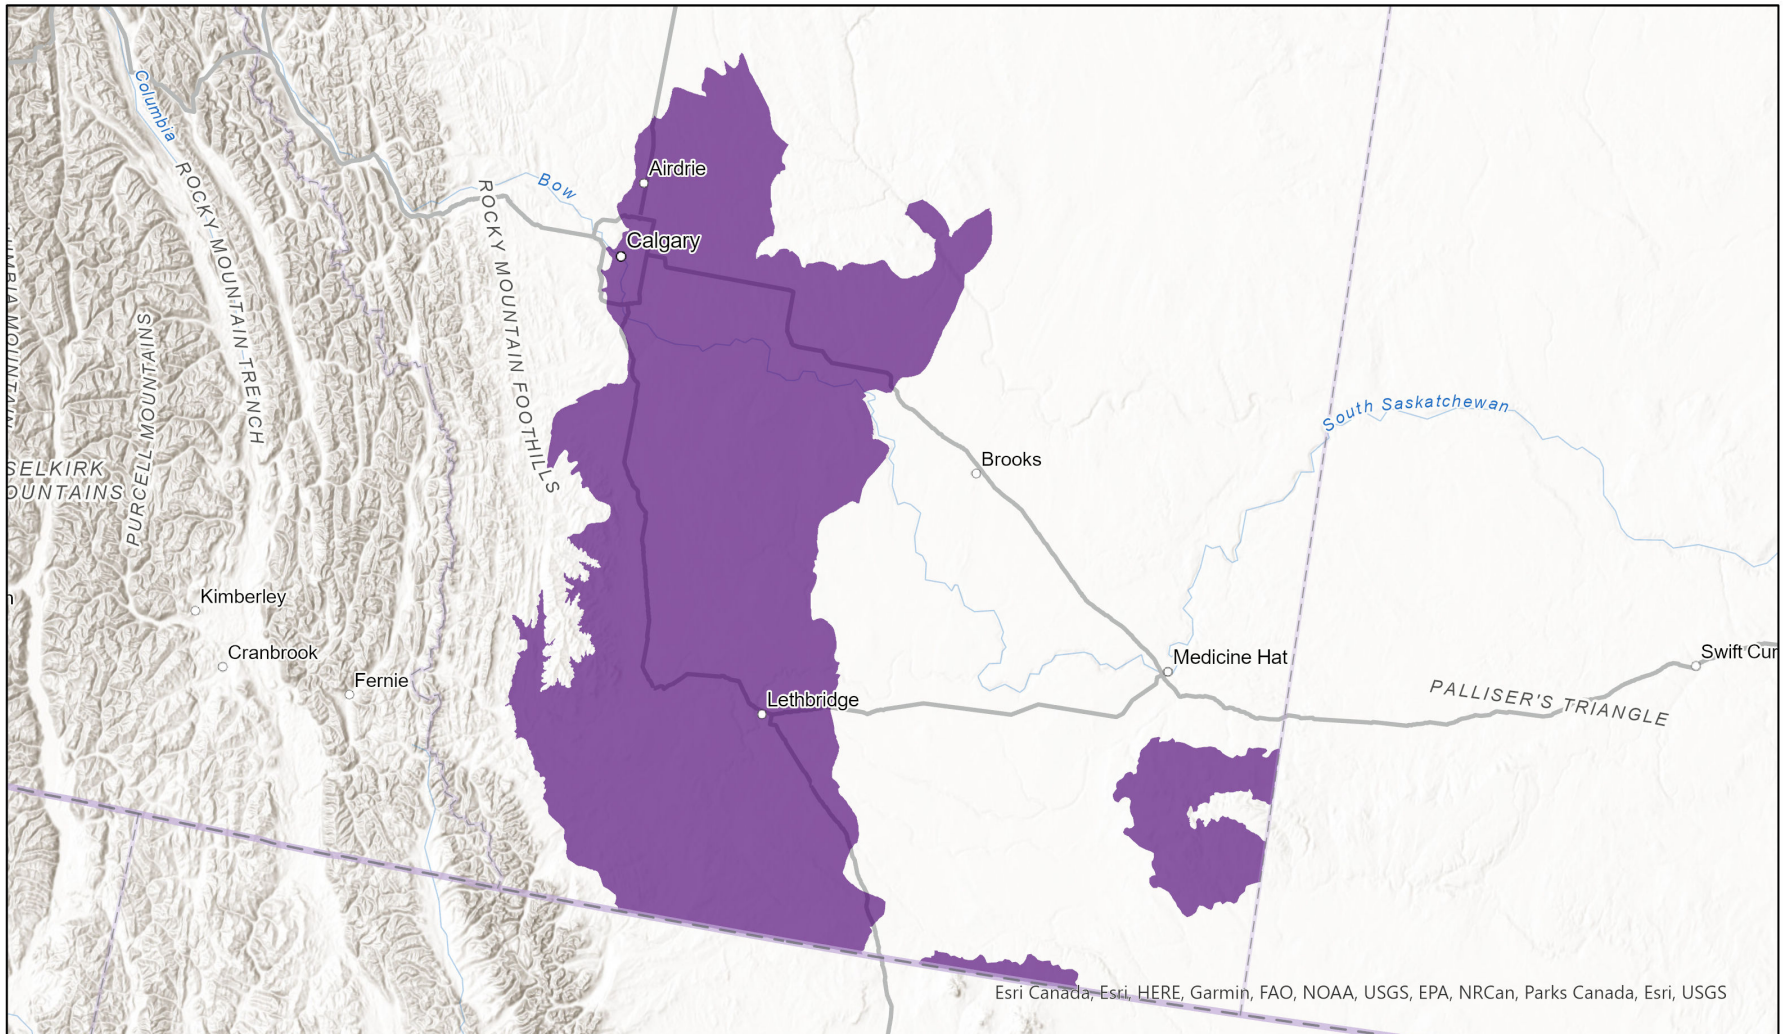 Columbia
ROCKY MOUNTAIN TRENCH
Bow
ROCKY MOUNTAIN FOOTHILLS
Airdrie
Calgary
PURCELL MOUNTAINS
SELKIRK
OUNTAINS
UMBIA MOUNTAIN
South Saskatchewan
Brooks
Kimberley
Cranbrook
Fernie
Medicine Hat
Swift Cur
PALLISER'S TRIANGLE
Lethbridge
Esri Canada, Esri, HERE, Garmin, FAO, NOAA, USGS, EPA, NRCan, Parks Canada, Esri, USGS